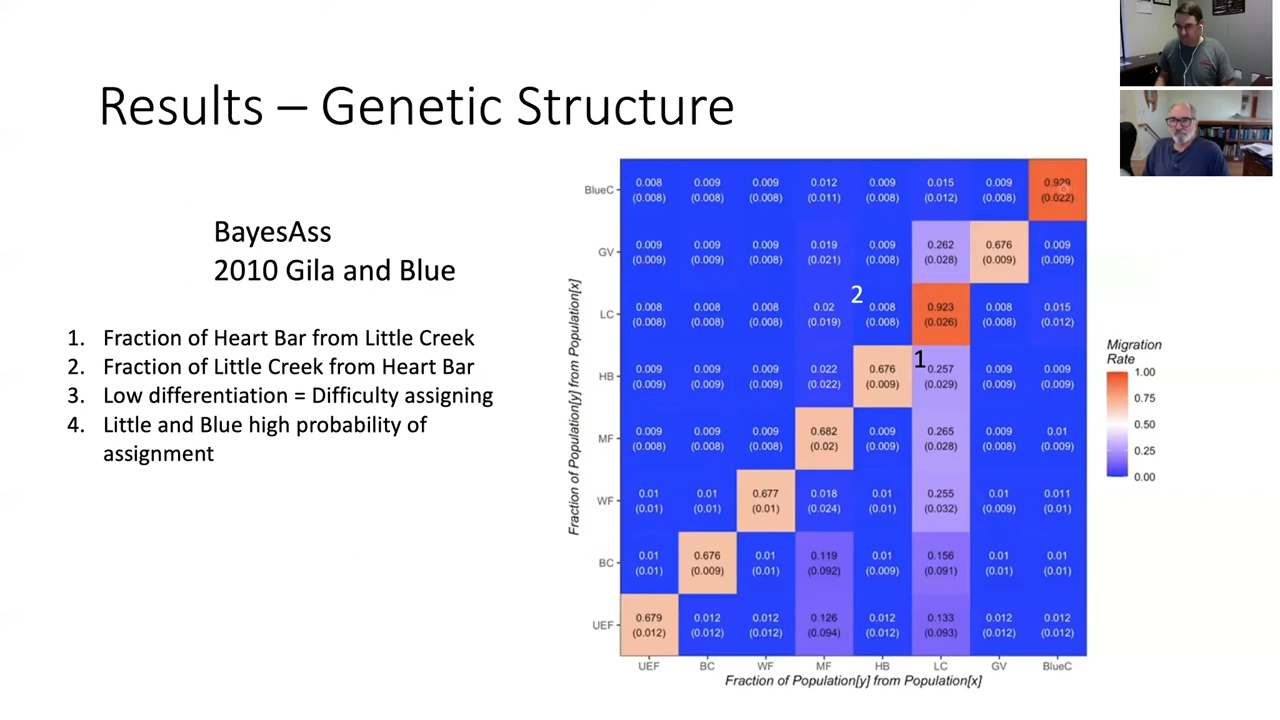 Results – Genetic Structure
BayesAss
2010 Gila and Blue
1. Fraction of Heart Bar from Little Creek
2. Fraction of Little Creek from Heart Bar
3. Low differentiation = Difficulty assigning
4. Little and Blue high probability of
assignment
Fraction of Population[y] from Population[x]
BlueC
0.008 0.009 0.009 0.012 0.009 0.015 0.009 0.929
(0.008) (0.008) (0.008) (0.011) (0.008) (0.012) (0.008) (0.022)
GV
0.009 0.009 0.009 0.019 0.009 0.262 0.676 0.009
(0.009) (0.009) (0.008) (0.021) (0.008) (0.028) (0.009) (0.009)
2
LC
0.008 0.008 0.008 0.02 0.008 0.923 0.008 0.015
(0.008) (0.008) (0.008) (0.019) (0.008) (0.026) (0.008) (0.012)
1
HB
0.009 0.009 0.009 0.022 0.676 0.257 0.009 0.009
(0.009) (0.009) (0.009) (0.022) (0.009) (0.029) (0.009) (0.009)
MF
0.009 0.009 0.009 0.682 0.009 0.265 0.009 0.01
(0.008) (0.009) (0.008) (0.02) (0.009) (0.028) (0.008) (0.009)
WF
0.01 0.01 0.677 0.018 0.01 0.255 0.01 0.011
(0.01) (0.01) (0.01) (0.024) (0.01) (0.032) (0.009) (0.01)
BC
0.01 0.676 0.01 0.119 0.01 0.156 0.01 0.01
(0.01) (0.009) (0.01) (0.092) (0.009) (0.091) (0.01) (0.01)
UEF
0.679 0.012 0.012 0.126 0.012 0.133 0.012 0.012
(0.012) (0.012) (0.012) (0.094) (0.012) (0.093) (0.012) (0.012)
UEF BC WF MF HB LC GV BlueC
Fraction of Population[y] from Population[x]
Migration
Rate
1.00
0.75
0.50
0.25
0.00